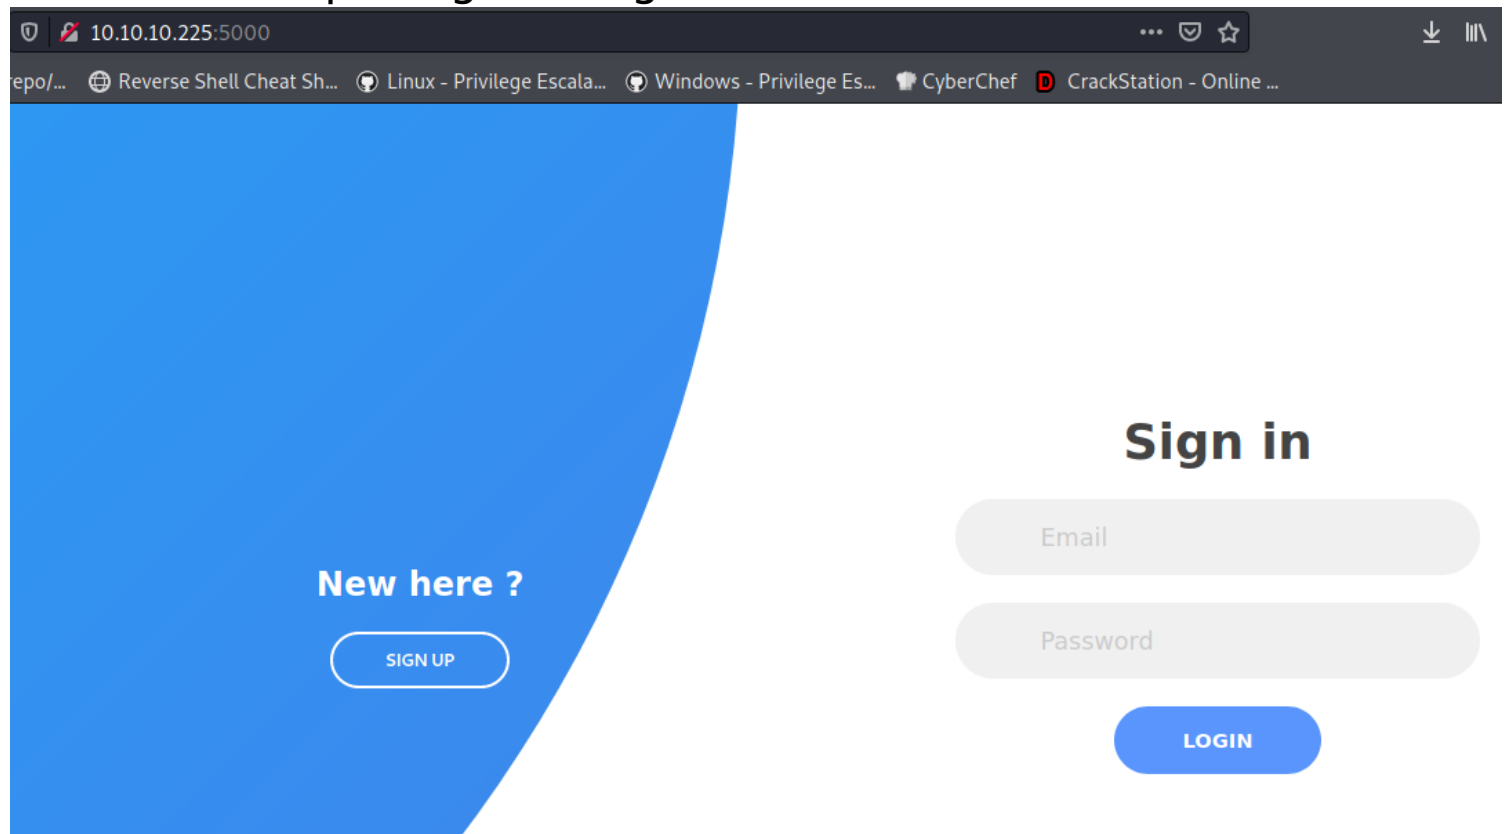 10.10.10.225:5000
repo/... Reverse Shell Cheat Sh... Linux - Privilege Escala... Windows - Privilege Es... CyberChef D CrackStation - Online ...
Sign in
Email
New here ?
Password
SIGN UP
LOGIN